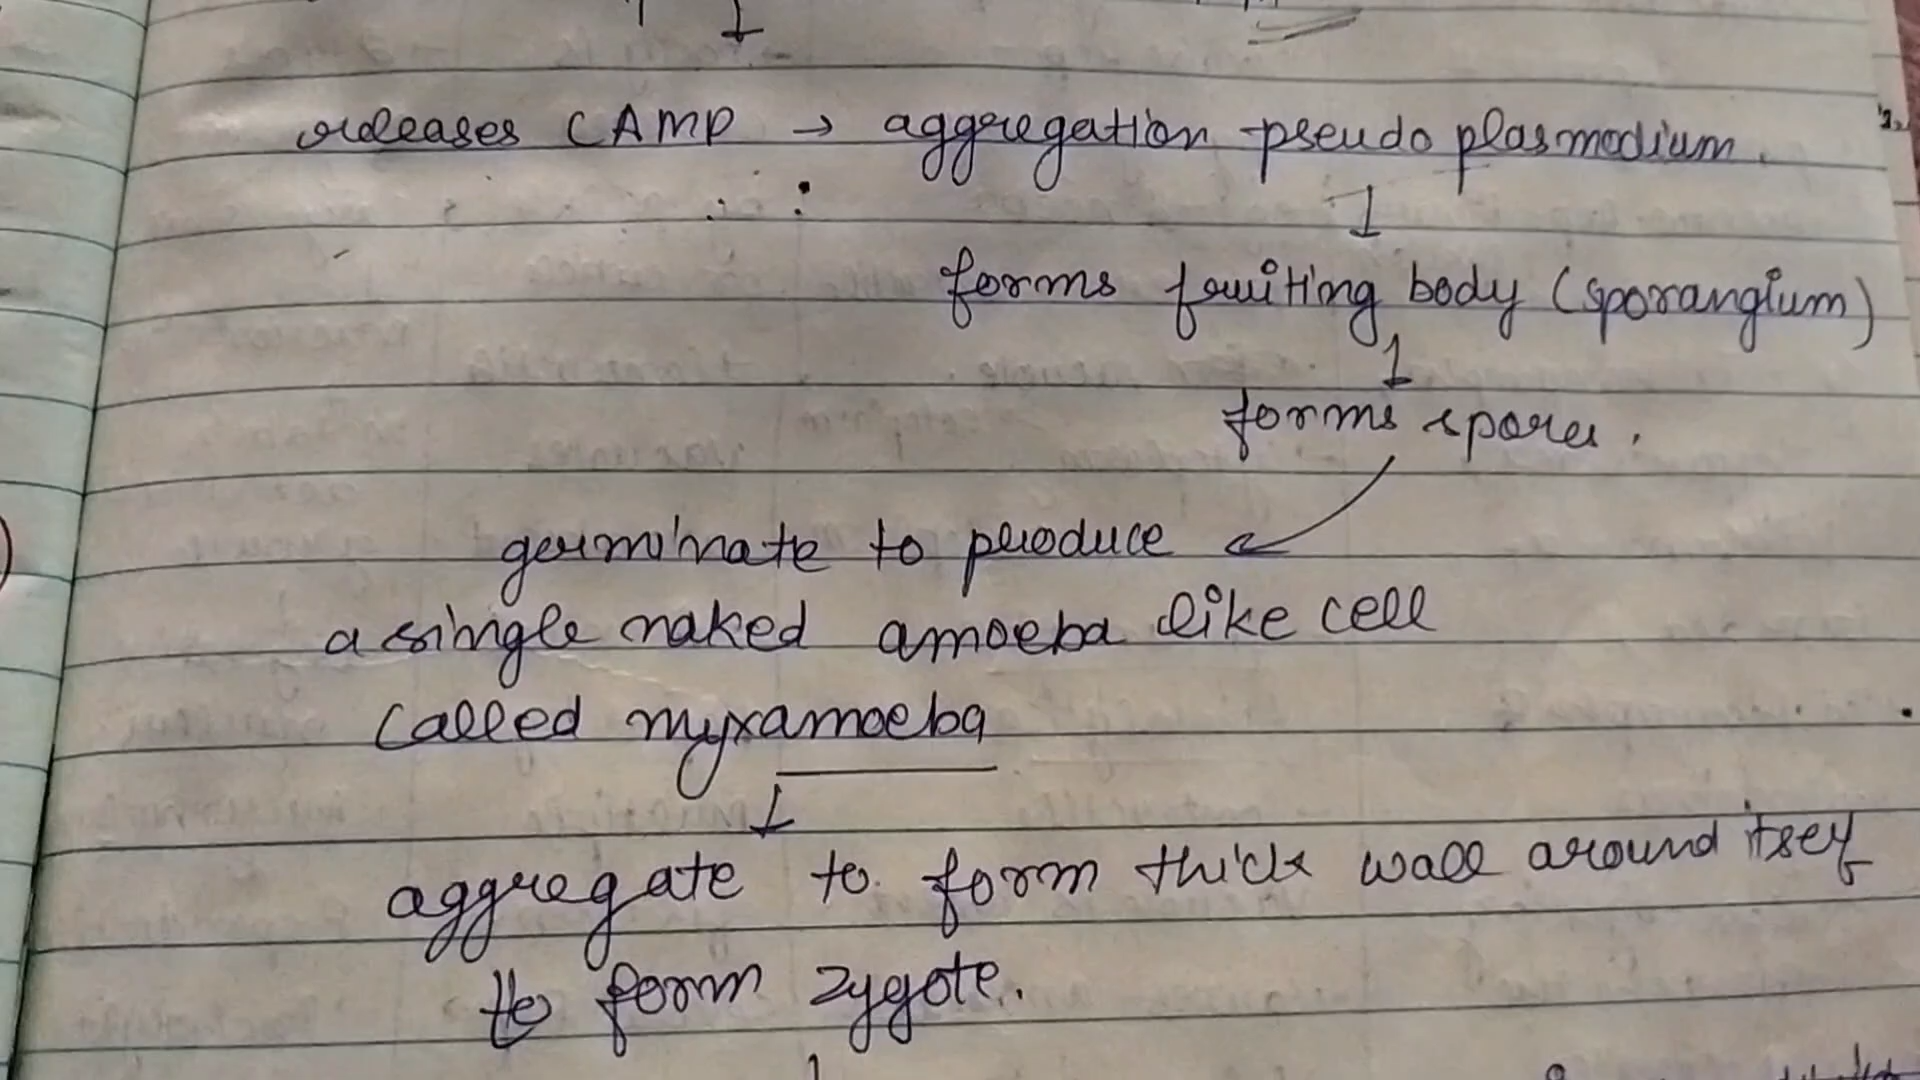 releases CAMP → aggregation pseudo plasmodium.
↓
forms fruiting body (sporangium)
↓
forms spores.
germinate to produce
a single naked amoeba like cell
called myxamoeba
↓
aggregate to form thick wall around itself
to form zygote.